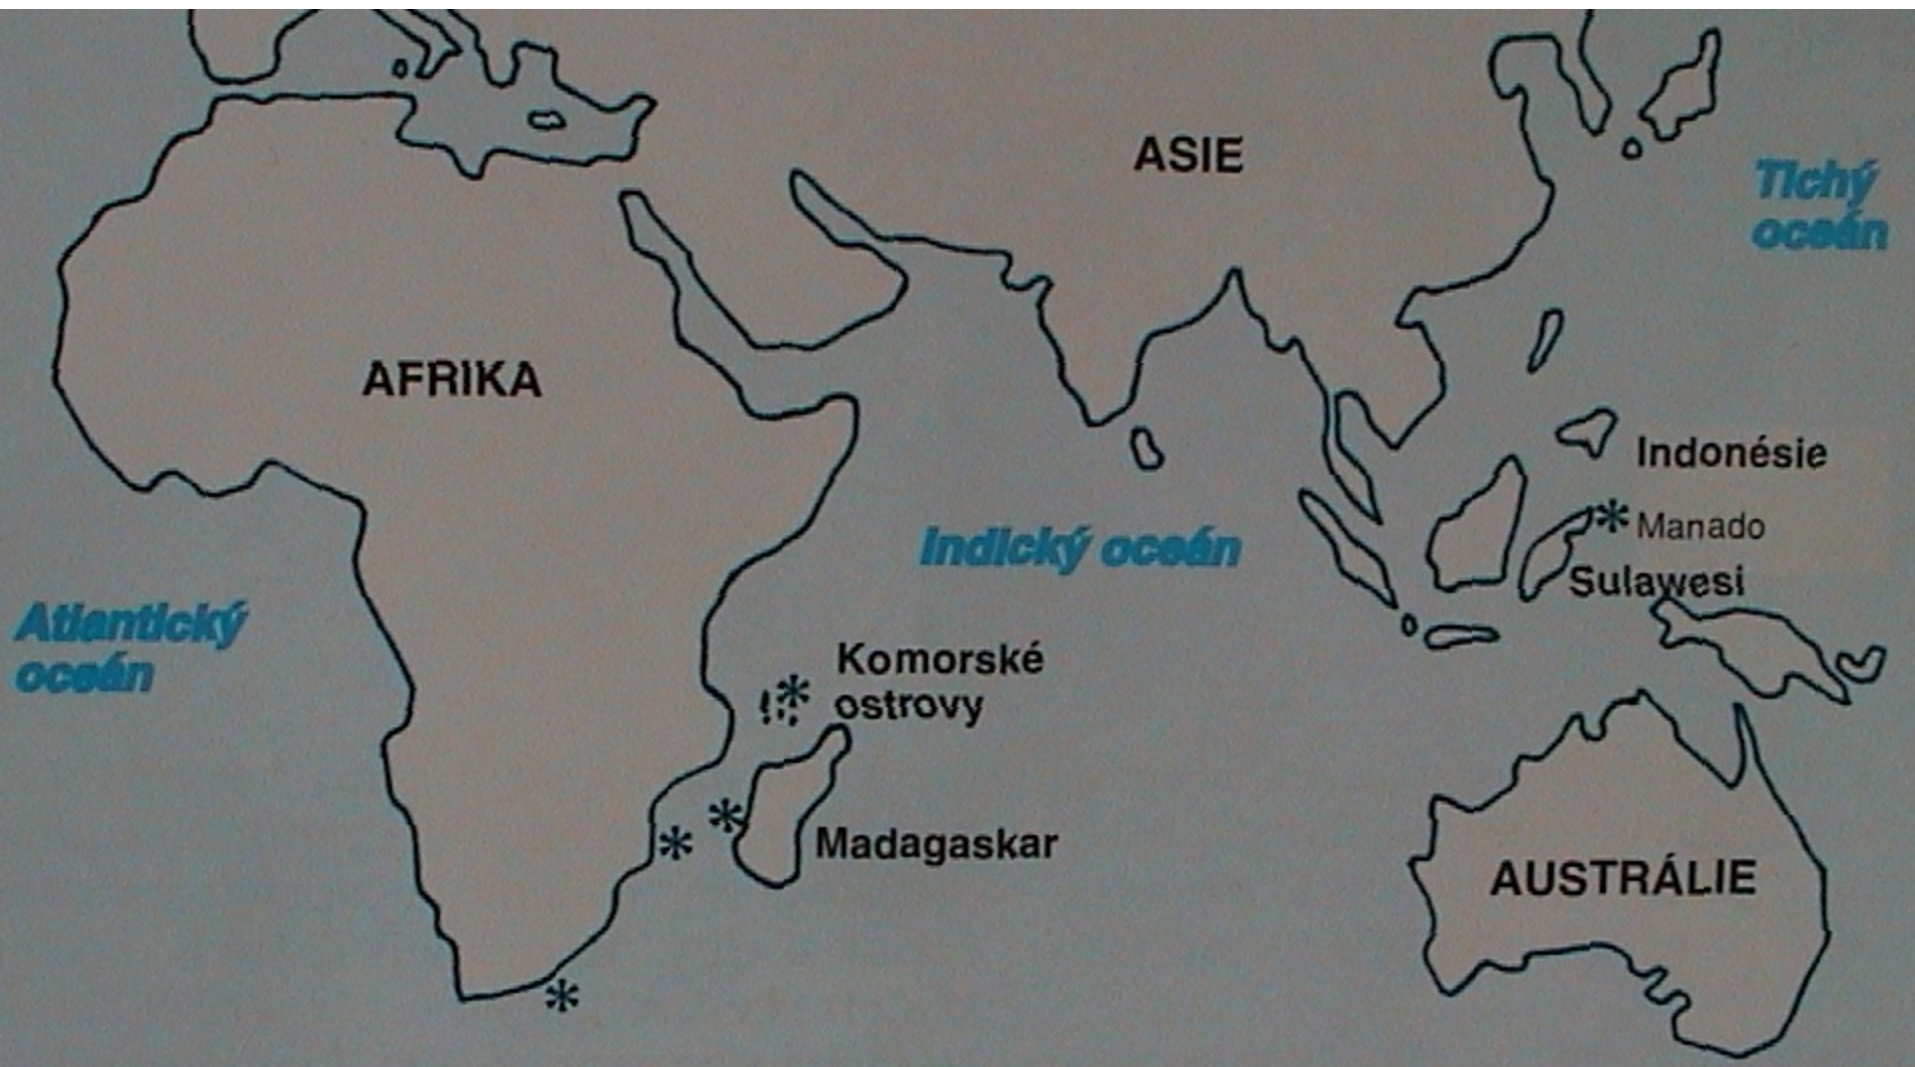 ASIE
Tichý
oceán
AFRIKA
Indonésie
* Manado
Indický oceán
Sulawesi
Atlantický
oceán
Komorské
* ostrovy
*
* Madagaskar
AUSTRÁLIE
*